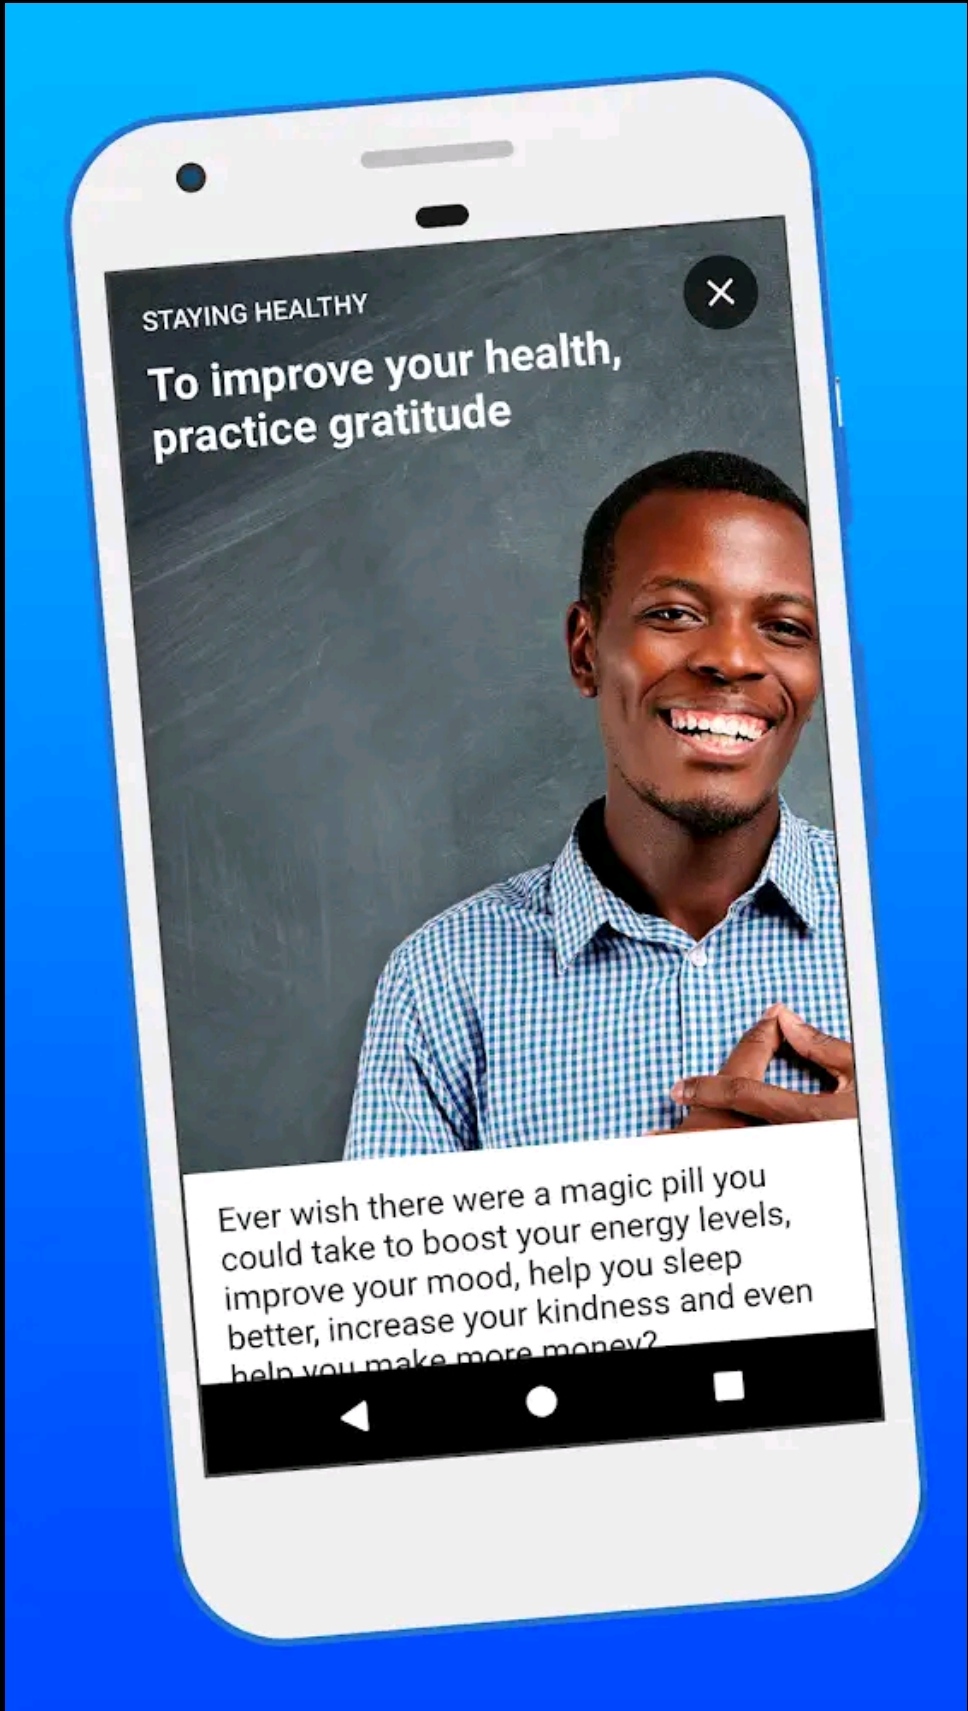 STAYING HEALTHY
To improve your health,
practice gratitude
Ever wish there were a magic pill you
could take to boost your energy levels,
improve your mood, help you sleep
better, increase your kindness and even
help you make more money?